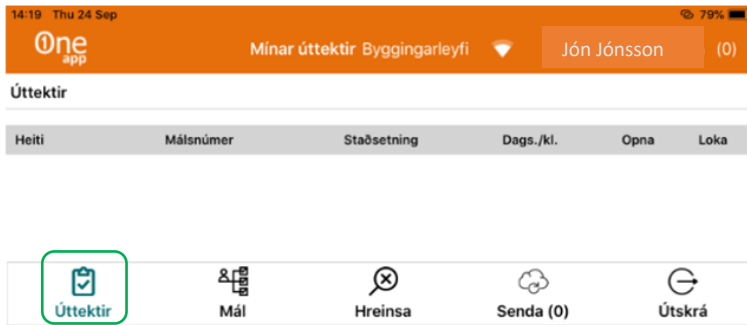 14:19 Thu 24 Sep 79%
One
app
Mínar úttektir Byggingarleyfi Jón Jónsson (0)
Úttektir
Heiti Málsnúmer Staðsetning Dags./kl. Opna Loka
Úttektir Mál Hreinsa Senda (0) Útskrá